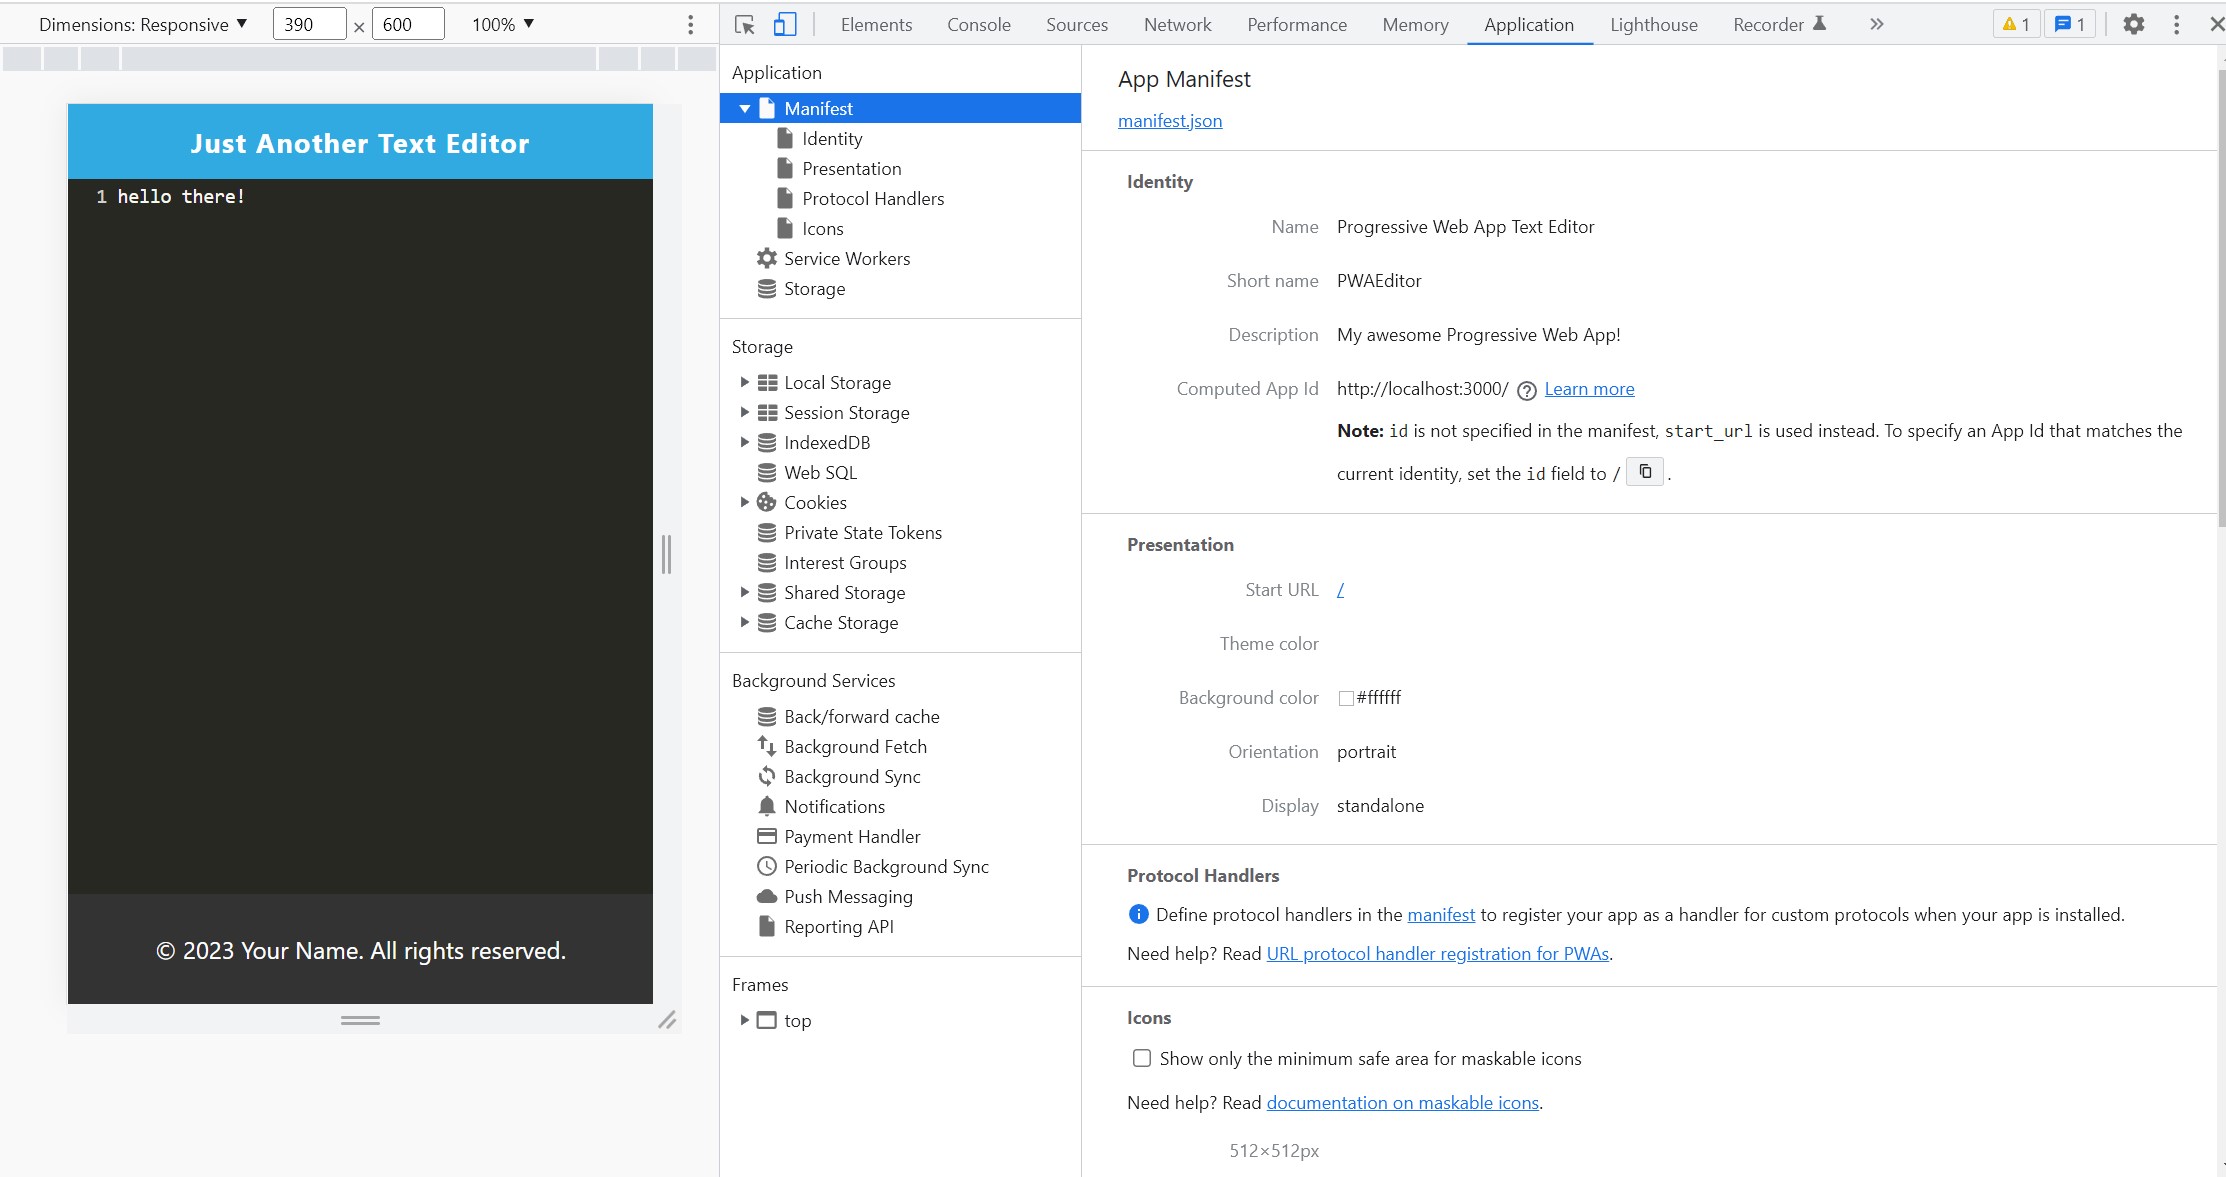 Dimensions: Responsive ▼ 390 × 600 100% ▼
Elements Console Sources Network Performance Memory Application Lighthouse Recorder » 1 1
Just Another Text Editor
1 hello there!
© 2023 Your Name. All rights reserved.
Application
Manifest
Identity
Presentation
Protocol Handlers
Icons
Service Workers
Storage
Storage
Local Storage
Session Storage
IndexedDB
Web SQL
Cookies
Private State Tokens
Interest Groups
Shared Storage
Cache Storage
Background Services
Back/forward cache
Background Fetch
Background Sync
Notifications
Payment Handler
Periodic Background Sync
Push Messaging
Reporting API
Frames
top
App Manifest
manifest.json
Identity
Name Progressive Web App Text Editor
Short name PWAEditor
Description My awesome Progressive Web App!
Computed App Id http://localhost:3000/ Learn more
Note: id is not specified in the manifest, start_url is used instead. To specify an App Id that matches the
current identity, set the id field to / .
Presentation
Start URL /
Theme color
Background color #ffffff
Orientation portrait
Display standalone
Protocol Handlers
Define protocol handlers in the manifest to register your app as a handler for custom protocols when your app is installed.
Need help? Read URL protocol handler registration for PWAs.
Icons
Show only the minimum safe area for maskable icons
Need help? Read documentation on maskable icons.
512×512px